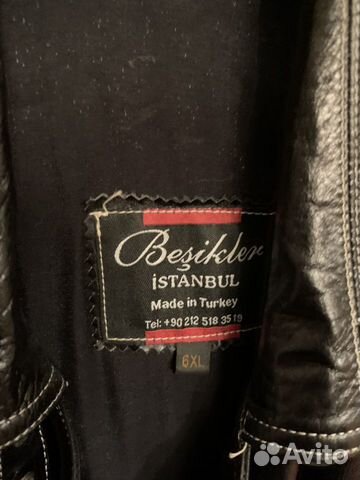 Beşikler
İSTANBUL
Made in Turkey
Tel: +90 212 518 35 19
6XL
Avito